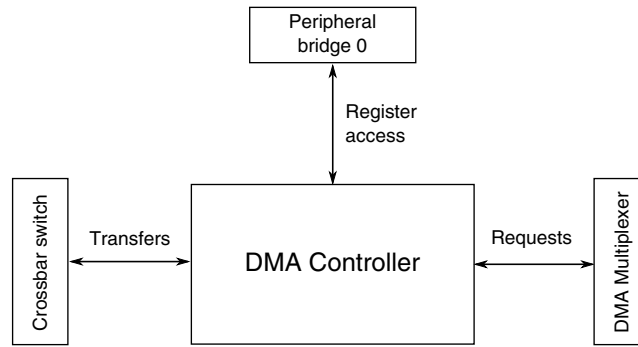 Peripheral
bridge 0
Register
access
Crossbar switch
Transfers
DMA Controller
Requests
DMA Multiplexer